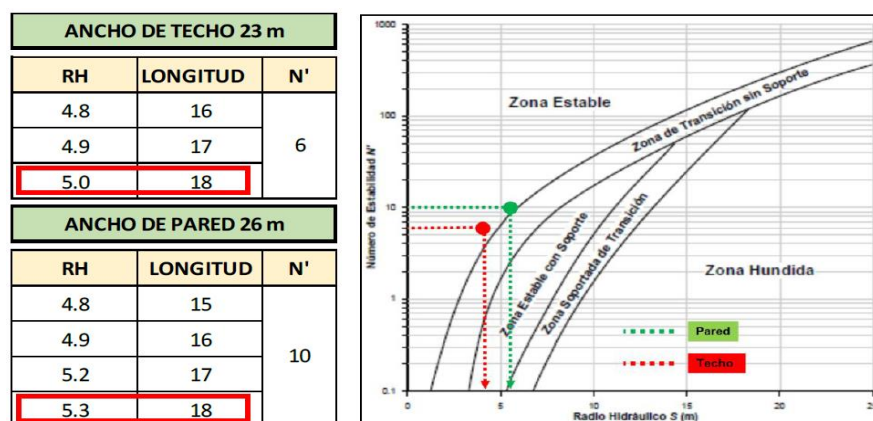 ANCHO DE TECHO 23 m
RH LONGITUD N'
4.8 16
4.9 17
6
5.0 18
ANCHO DE PARED 26 m
RH LONGITUD N'
4.8 15
4.9 16
10
5.2 17
5.3 18
1000
100
10
1
0.1
Número de Estabilidad N'
Zona Estable
Zona de Transición sin Soporte
Zona Estable con Soporte
Zona Soportada de Transición
Zona Hundida
Pared
Techo
0 5 10 15 20 25
Radio Hidráulico S (m)